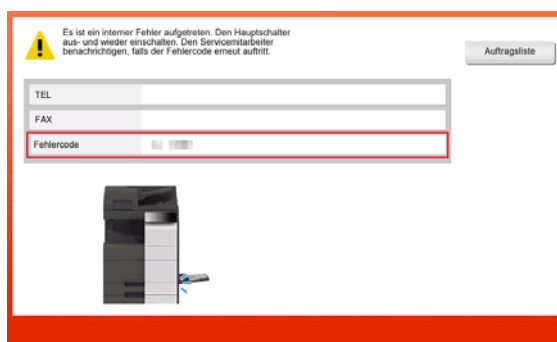 Es ist ein interner Fehler aufgetreten. Den Hauptschalter
aus- und wieder einschalten. Den Servicemitarbeiter
benachrichtigen, falls der Fehlercode erneut auftritt.
Auftragsliste
TEL
FAX
Fehlercode